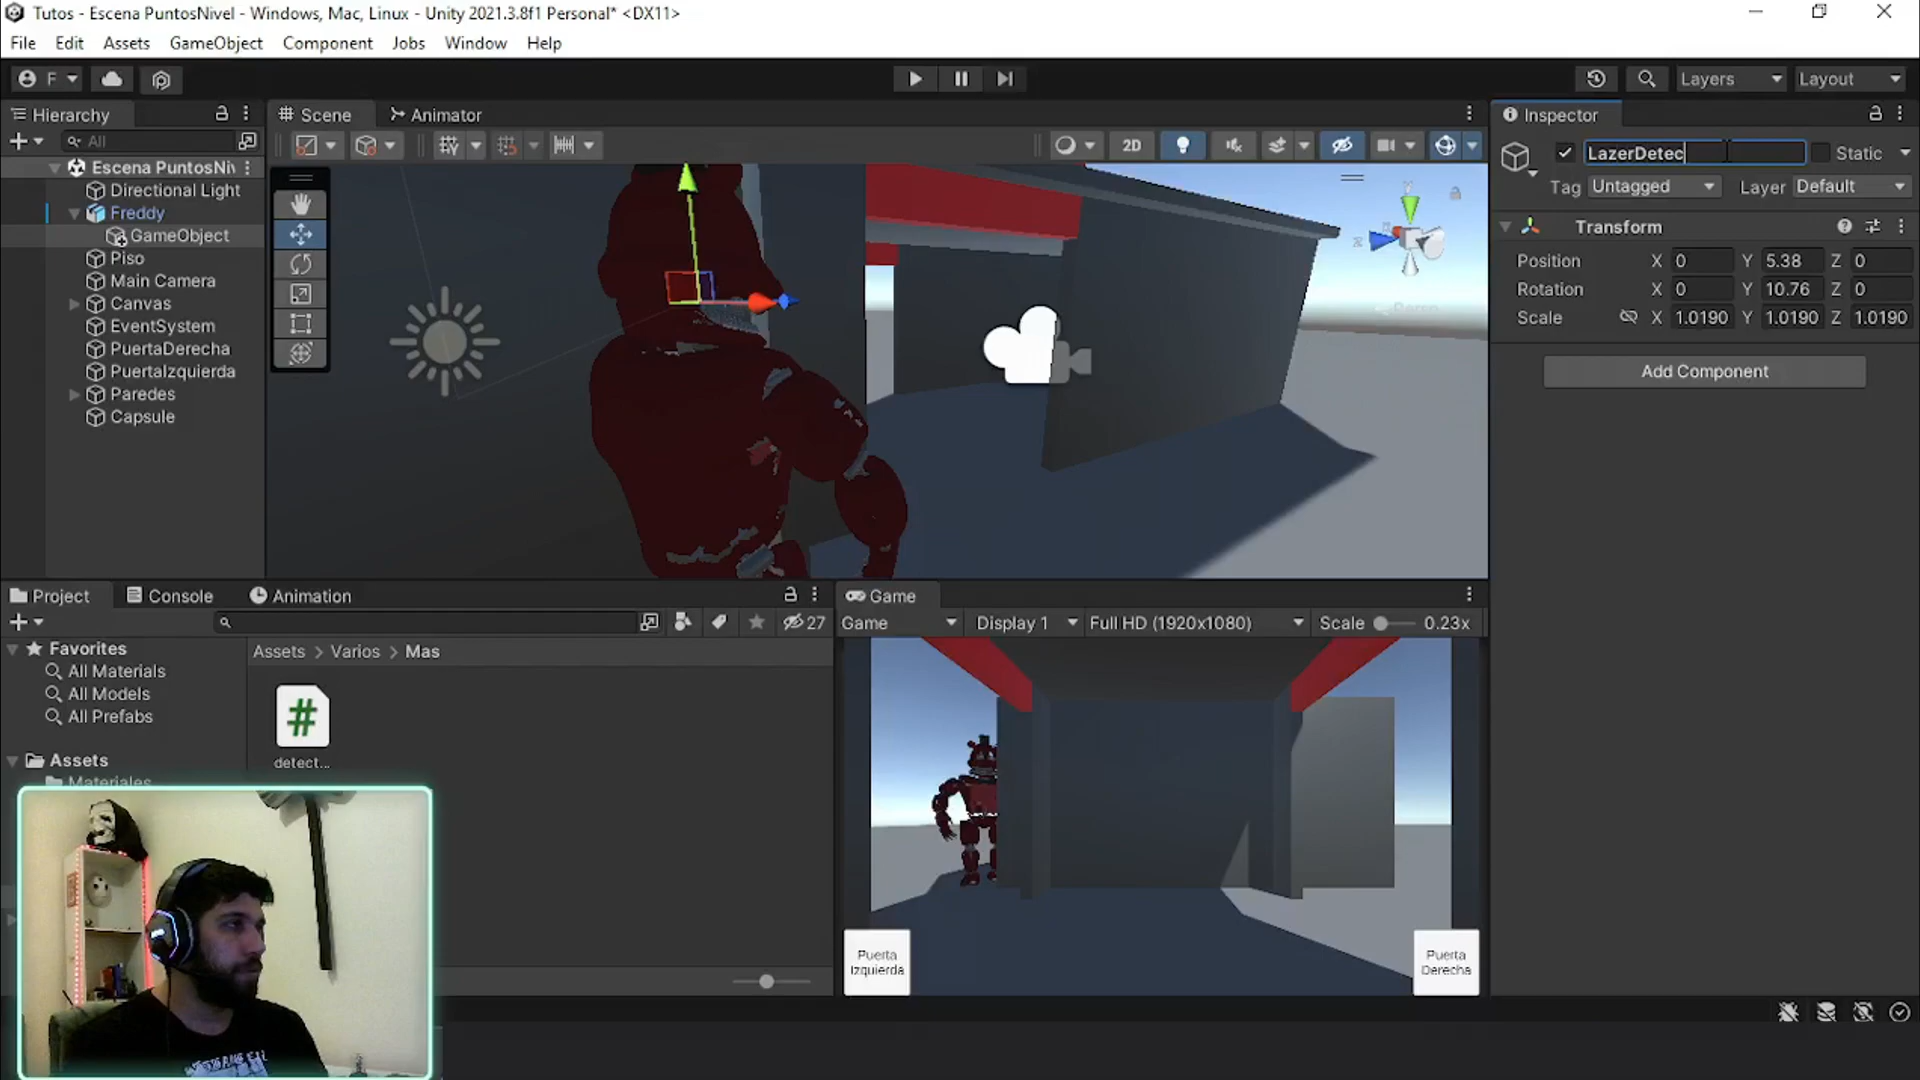 Tutos - Escena PuntosNivel - Windows, Mac, Linux - Unity 2021.3.8f1 Personal* <DX11>
File Edit Assets GameObject Component Jobs Window Help
F Layers Layout
Hierarchy
All
Escena PuntosNiv
Directional Light
Freddy
GameObject
Piso
Main Camera
Canvas
EventSystem
PuertaDerecha
PuertaIzquierda
Paredes
Capsule
Scene Animator
2D
Persp
Inspector
LazerDetec Static
Tag Untagged Layer Default
Transform
Position X 0 Y 5.38 Z 0
Rotation X 0 Y 10.76 Z 0
Scale X 1.0190 Y 1.0190 Z 1.0190
Add Component
Project Console Animation
27
Favorites
All Materials
All Models
All Prefabs
Assets
Materiales
Assets > Varios > Mas
#
detect...
Game
Game Display 1 Full HD (1920x1080) Scale 0.23x
Puerta
Izquierda
Puerta
Derecha